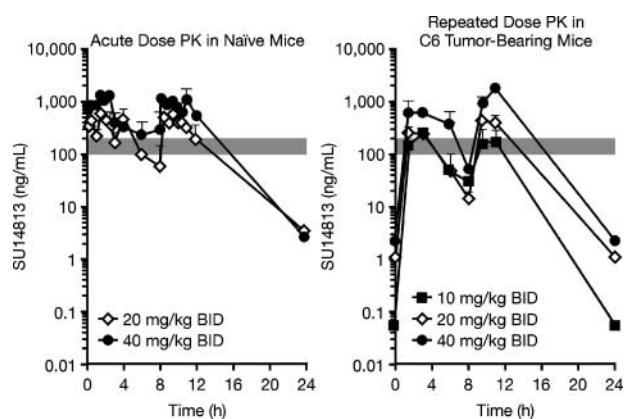 Acute Dose PK in Naïve Mice
10,000
1,000
100
10
1
0.1
0.01
SU14813 (ng/mL)
20 mg/kg BID
40 mg/kg BID
0 4 8 12 16 20 24
Time (h)
Repeated Dose PK in
C6 Tumor-Bearing Mice
10,000
1,000
100
10
1
0.1
0.01
SU14813 (ng/mL)
10 mg/kg BID
20 mg/kg BID
40 mg/kg BID
0 4 8 12 16 20 24
Time (h)